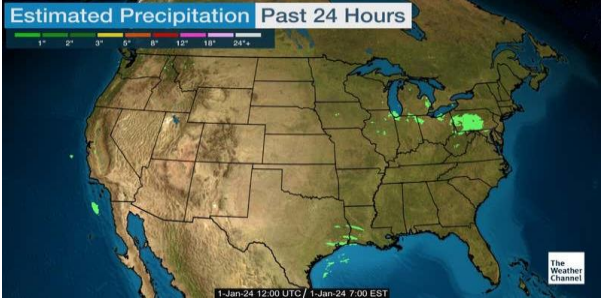 Estimated Precipitation Past 24 Hours
1" 2" 3" 5" 8" 12" 18" 24"+
The
Weather
Channel
1-Jan-24 12:00 UTC / 1-Jan-24 7:00 EST